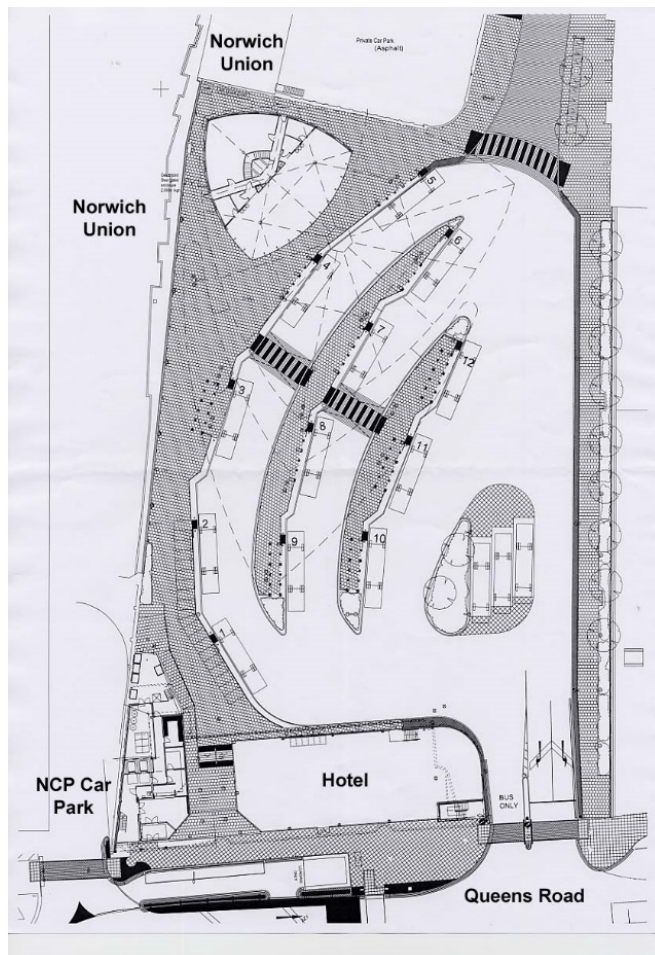 Norwich
Union
Private Car Park
(Asphalt)
Norwich
Union
5
6
4
7
12
3
8
11
2
9
10
1
NCP Car
Park
Hotel
BUS
ONLY
Queens Road